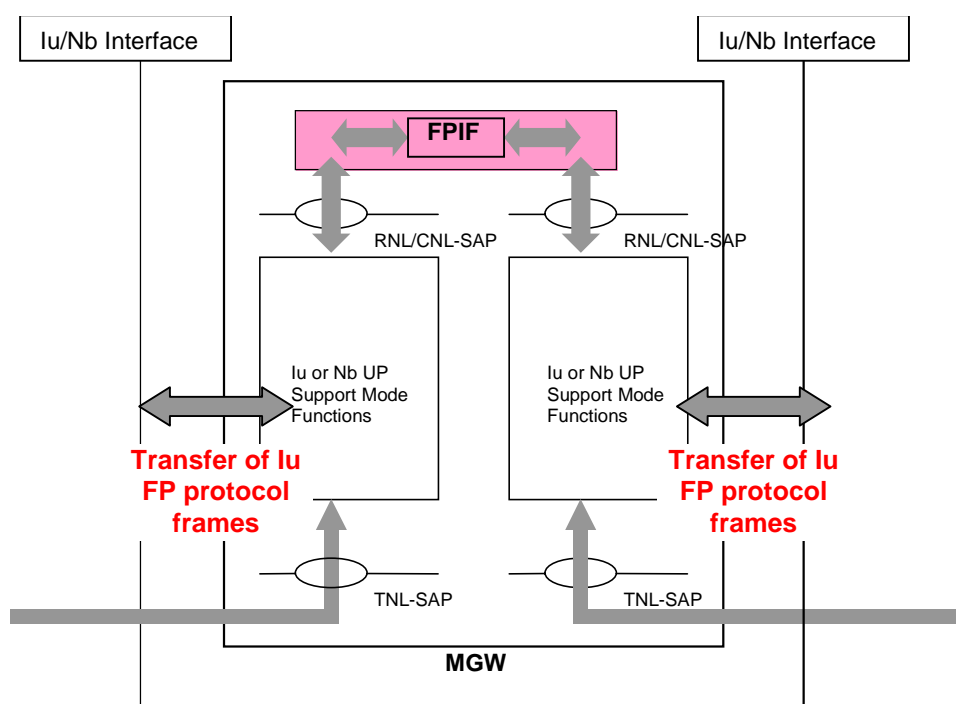 Iu/Nb Interface
Iu/Nb Interface
FPIF
RNL/CNL-SAP
RNL/CNL-SAP
Iu or Nb UP
Support Mode
Functions
Iu or Nb UP
Support Mode
Functions
Transfer of Iu
FP protocol
frames
Transfer of Iu
FP protocol
frames
TNL-SAP
TNL-SAP
MGW